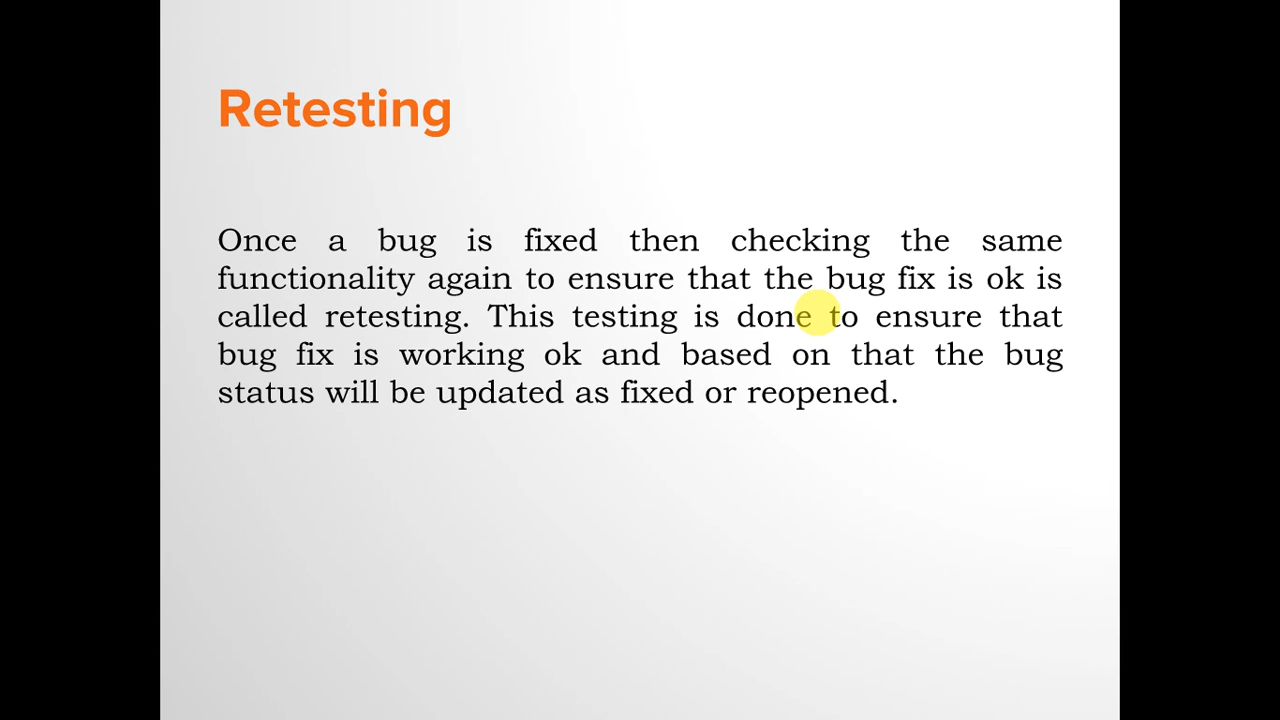 Retesting
Once a bug is fixed then checking the same
functionality again to ensure that the bug fix is ok is
called retesting. This testing is done to ensure that
bug fix is working ok and based on that the bug
status will be updated as fixed or reopened.